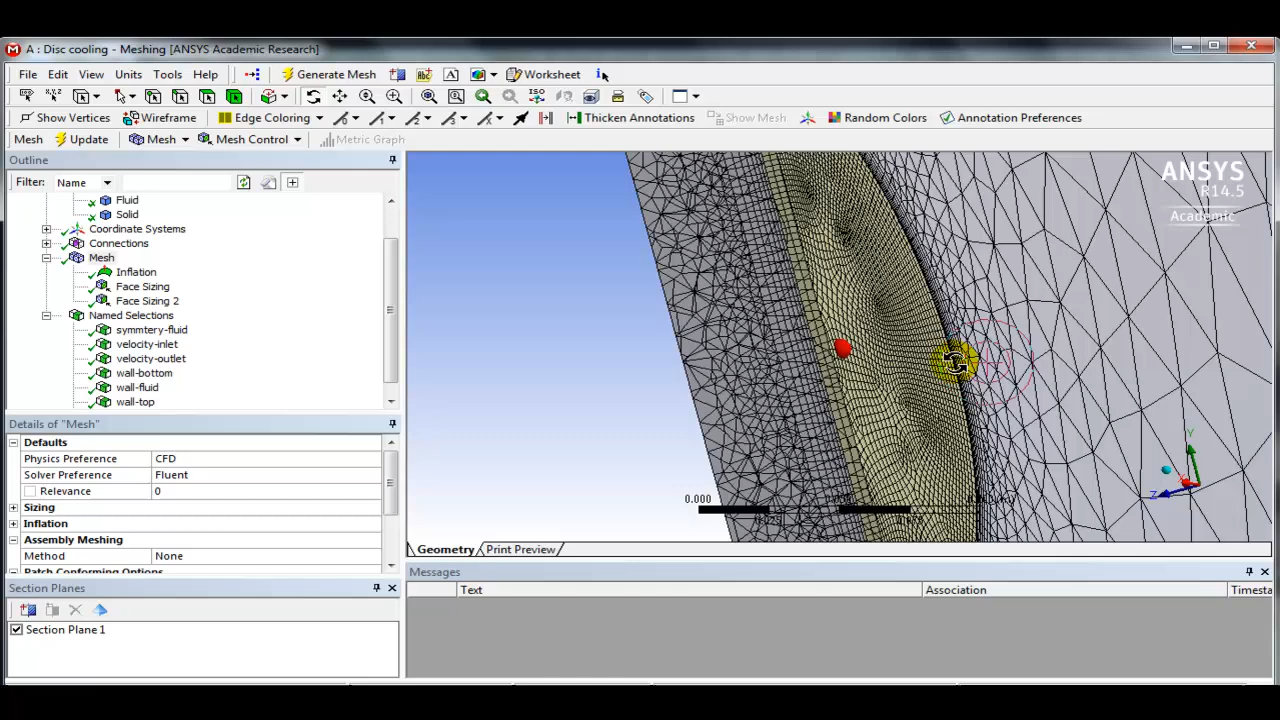 A : Disc cooling - Meshing [ANSYS Academic Research]
File Edit View Units Tools Help Generate Mesh Worksheet
Show Vertices Wireframe Edge Coloring Thicken Annotations Show Mesh Random Colors Annotation Preferences
Mesh Update Mesh Mesh Control Metric Graph
Outline
Filter: Name
Fluid
Solid
Coordinate Systems
Connections
Mesh
Inflation
Face Sizing
Face Sizing 2
Named Selections
symmtery-fluid
velocity-inlet
velocity-outlet
wall-bottom
wall-fluid
wall-top
Details of "Mesh"
Defaults
Physics Preference CFD
Solver Preference Fluent
Relevance 0
Sizing
Inflation
Assembly Meshing
Method None
Patch Conforming Options
Section Planes
Section Plane 1
ANSYS
R14.5
Academic
Y
Z
0.000
Geometry Print Preview
Messages
Text Association Timesta